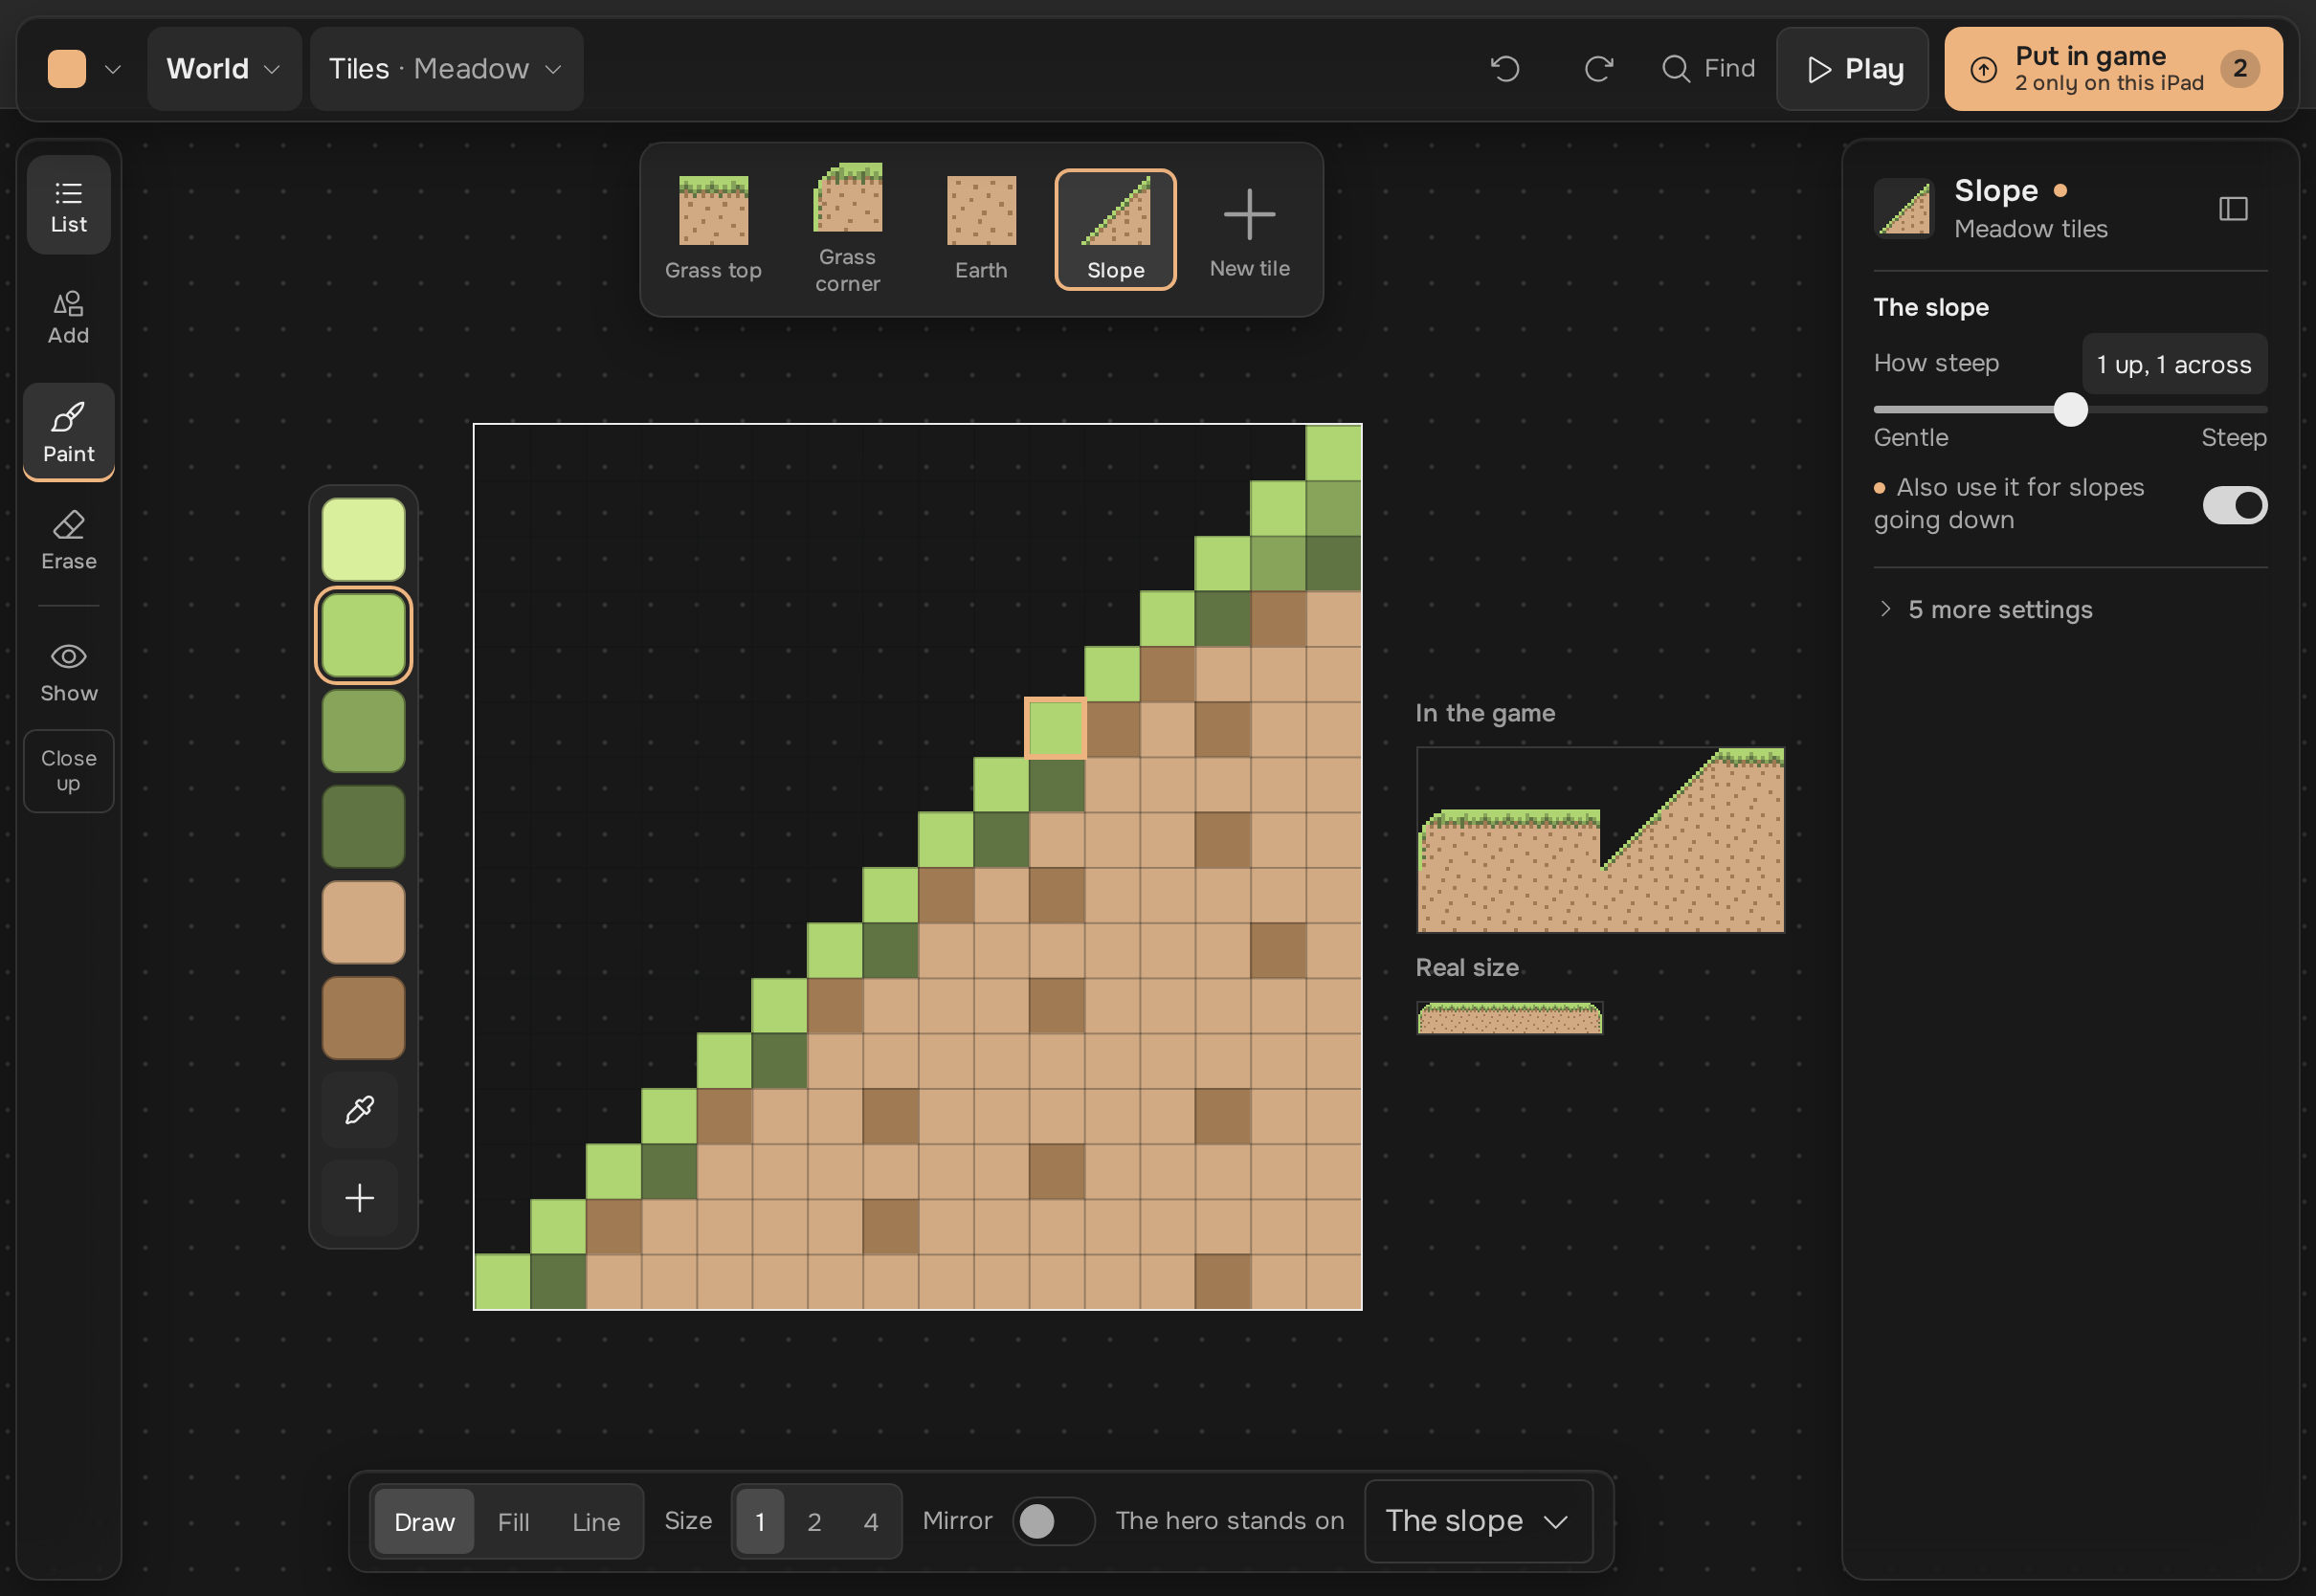 World
Tiles · Meadow
Find
Play
Put in game
2 only on this iPad
2
List
Add
Paint
Erase
Show
Close
up
Grass top
Grass
corner
Earth
Slope
New tile
In the game
Real size
Slope
Meadow tiles
The slope
How steep
1 up, 1 across
Gentle
Steep
Also use it for slopes
going down
5 more settings
Draw
Fill
Line
Size
1
2
4
Mirror
The hero stands on
The slope